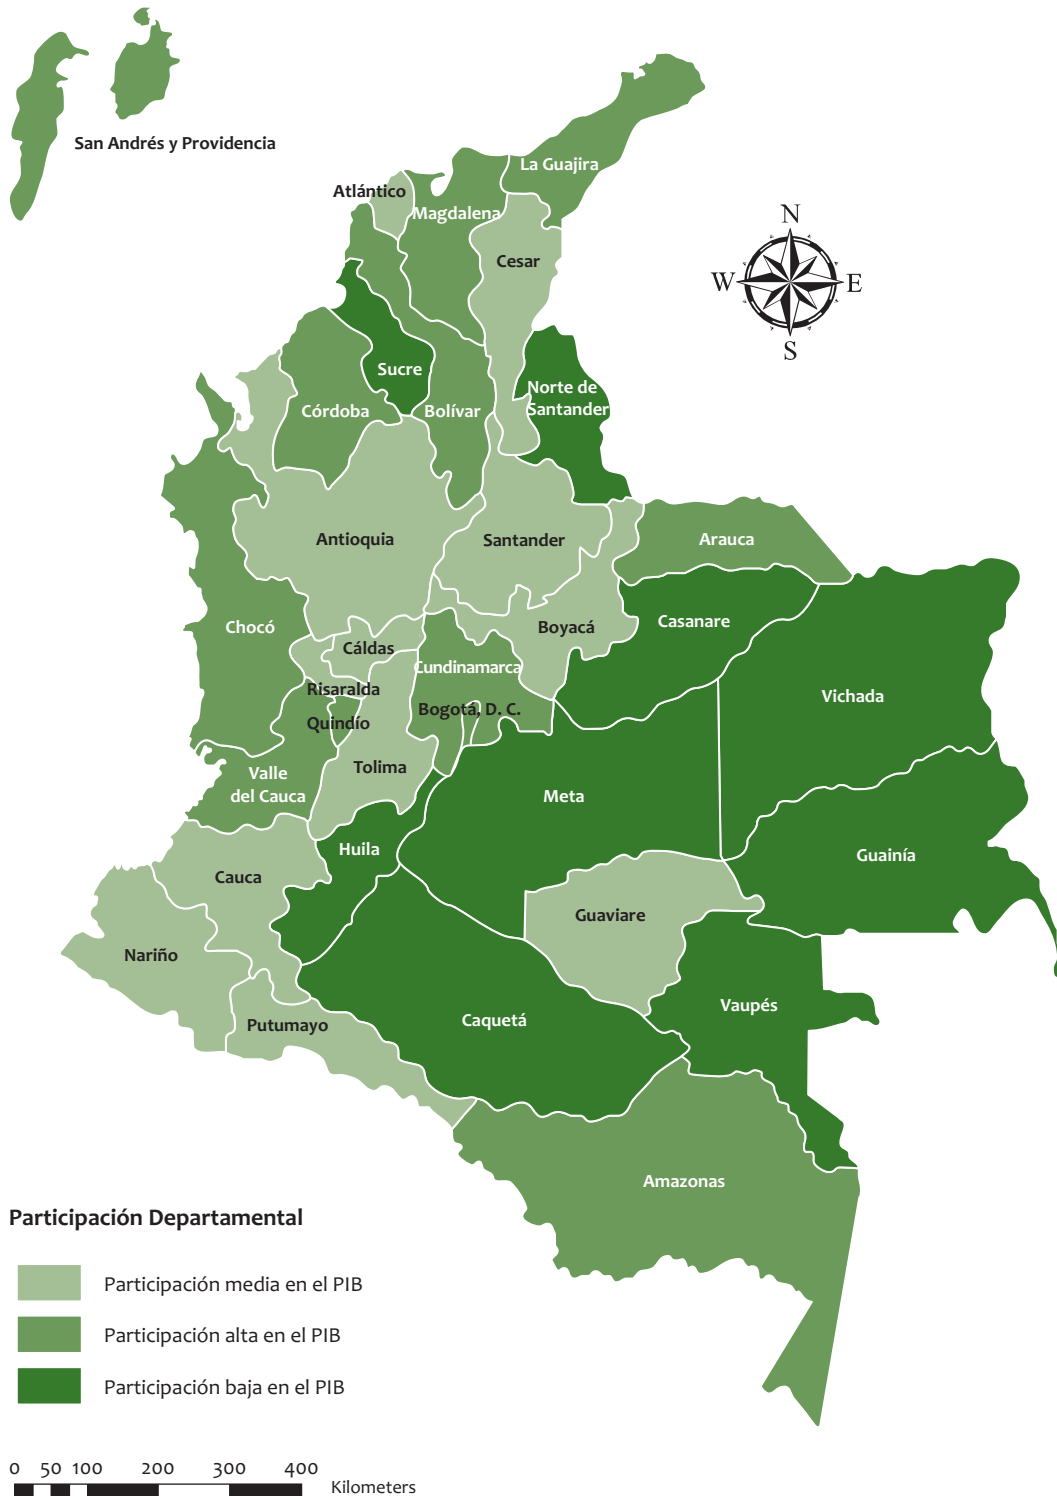 San Andrés y Providencia
La Guajira
Atlántico
Magdalena
N
Cesar
W
E
S
Sucre
Norte de
Santander
Córdoba
Bolívar
Antioquia
Santander
Arauca
Chocó
Boyacá
Casanare
Cáldas
Cundinamarca
Risaralda
Vichada
Bogotá, D. C.
Quindío
Tolima
Valle
del Cauca
Meta
Huila
Guainía
Cauca
Guaviare
Nariño
Vaupés
Caquetá
Putumayo
Amazonas
Participación Departamental
Participación media en el PIB
Participación alta en el PIB
Participación baja en el PIB
0 50 100 200 300 400
Kilometers